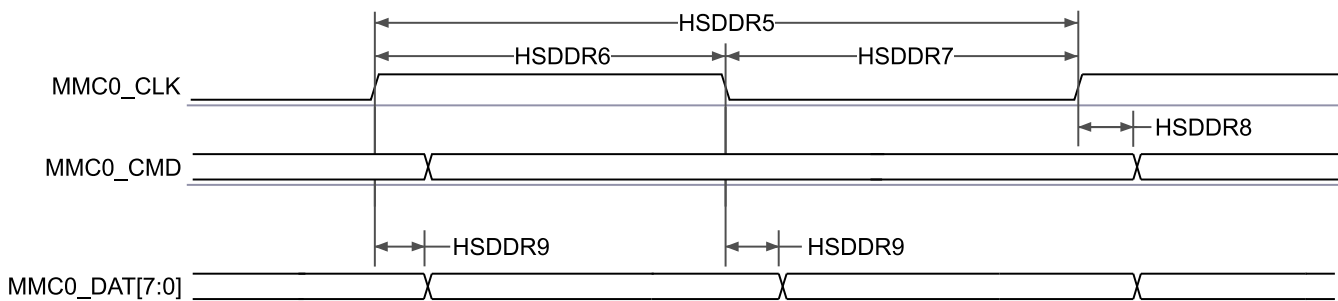 HSDDR5
HSDDR6 HSDDR7
MMC0_CLK
HSDDR8
MMC0_CMD
HSDDR9 HSDDR9
MMC0_DAT[7:0]